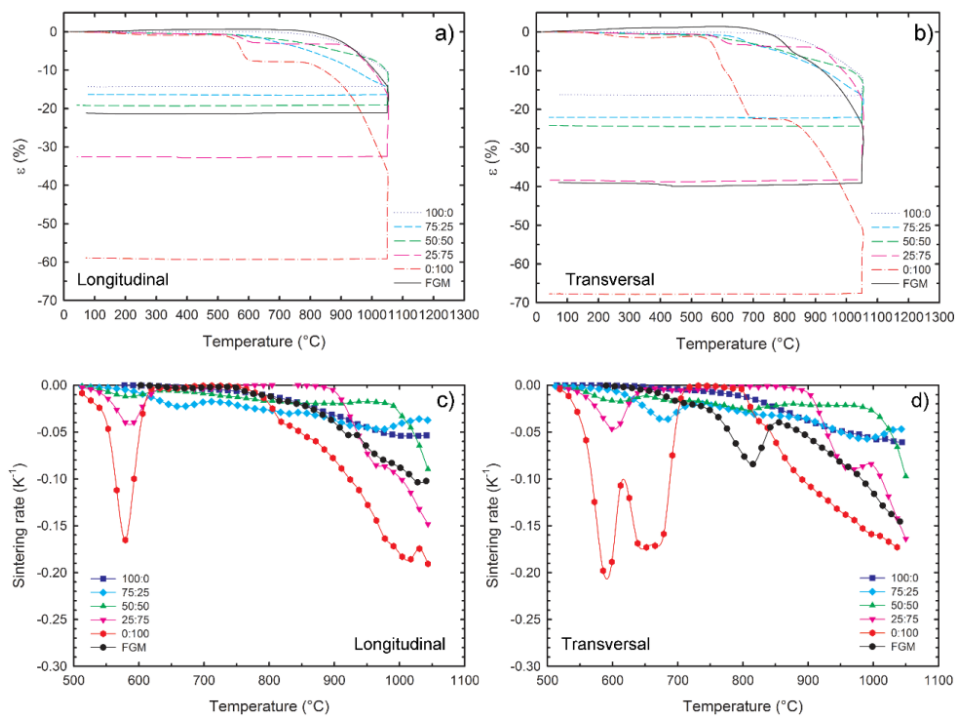 a)
10
0
-10
-20
-30
-40
-50
-60
-70
ε (%)
100:0
75:25
50:50
25:75
0:100
FGM
Longitudinal
0 100 200 300 400 500 600 700 800 900 1000 1100 1200 1300
Temperature (°C)
b)
10
0
-10
-20
-30
-40
-50
-60
-70
ε (%)
100:0
75:25
50:50
25:75
0:100
FGM
Transversal
0 100 200 300 400 500 600 700 800 900 1000 1100 1200 1300
Temperature (°C)
c)
0.00
-0.05
-0.10
-0.15
-0.20
-0.25
-0.30
Sintering rate (K⁻¹)
100:0
75:25
50:50
25:75
0:100
FGM
Longitudinal
500 600 700 800 900 1000 1100
Temperature (°C)
d)
0.00
-0.05
-0.10
-0.15
-0.20
-0.25
-0.30
Sintering rate (K⁻¹)
100:0
75:25
50:50
25:75
0:100
FGM
Transversal
500 600 700 800 900 1000 1100
Temperature (°C)